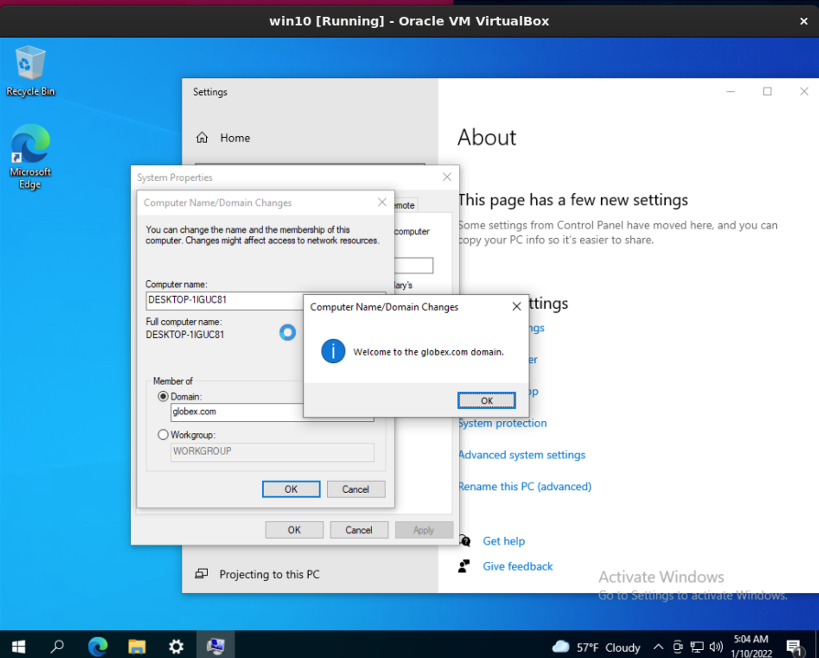 win10 [Running] - Oracle VM VirtualBox
Recycle Bin
Microsoft
Edge
Settings
Home
About
This page has a few new settings
Some settings from Control Panel have moved here, and you can
copy your PC info so it's easier to share.
ttings
ngs
er
op
System protection
Advanced system settings
Rename this PC (advanced)
Get help
Give feedback
Projecting to this PC
System Properties
emote
computer
ary's
OK
Cancel
Apply
Computer Name/Domain Changes
You can change the name and the membership of this
computer. Changes might affect access to network resources.
Computer name:
DESKTOP-1IGUC81
Full computer name:
DESKTOP-1IGUC81
Member of
Domain:
globex.com
Workgroup:
WORKGROUP
OK
Cancel
Computer Name/Domain Changes
Welcome to the globex.com domain.
OK
Activate Windows
Go to Settings to activate Windows.
57°F Cloudy
5:04 AM
1/10/2022
1